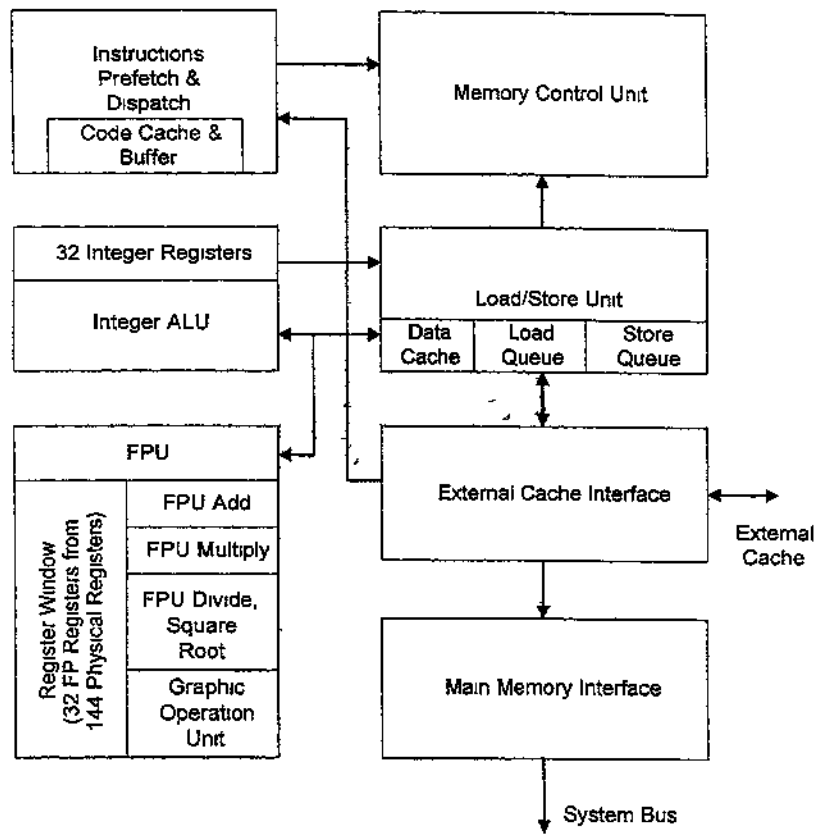 Instructions
Prefetch &
Dispatch
Code Cache &
Buffer
Memory Control Unit
32 Integer Registers
Integer ALU
Load/Store Unit
Data
Cache
Load
Queue
Store
Queue
FPU
Register Window
(32 FP Registers from
144 Physical Registers)
FPU Add
FPU Multiply
FPU Divide,
Square
Root
Graphic
Operation
Unit
External Cache Interface
External
Cache
Main Memory Interface
System Bus